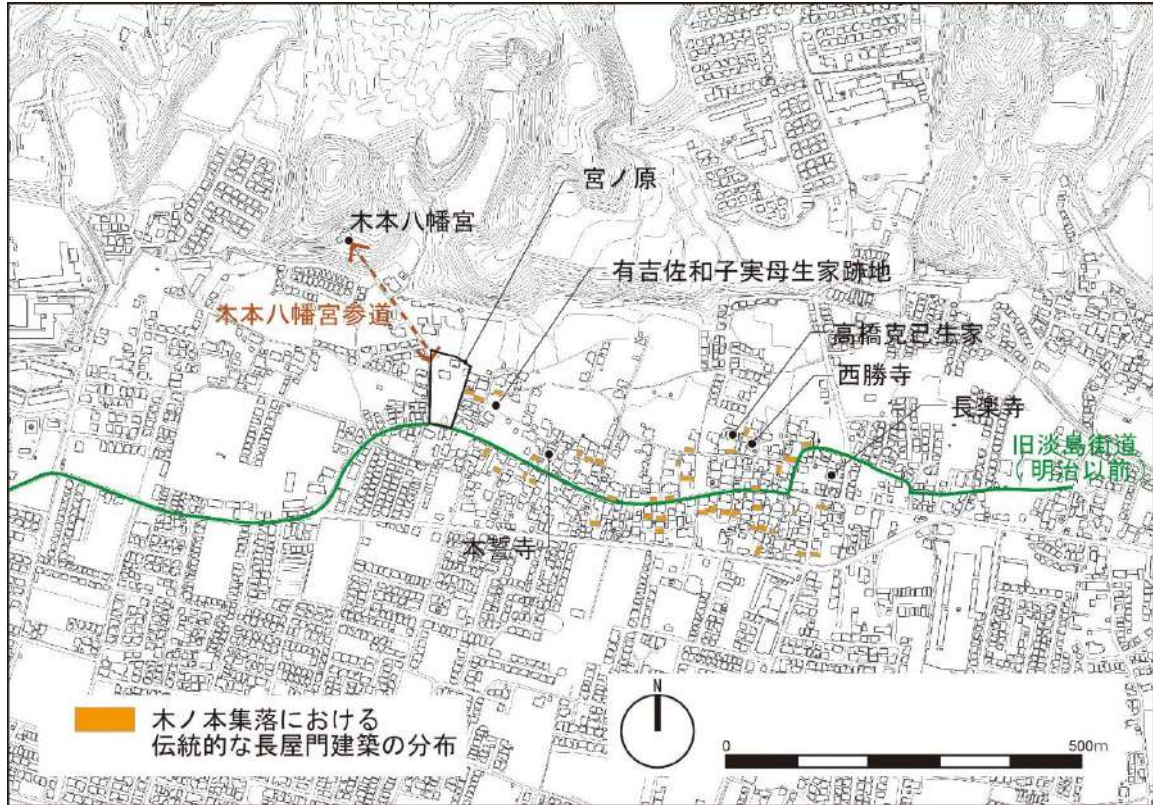 宮ノ原
木本八幡宮
有吉佐和子実母生家跡地
木本八幡宮参道
高橋克己生家
西勝寺
長楽寺
旧淡島街道
(明治以前)
本誓寺
木ノ本集落における
伝統的な長屋門建築の分布
N
0
500m